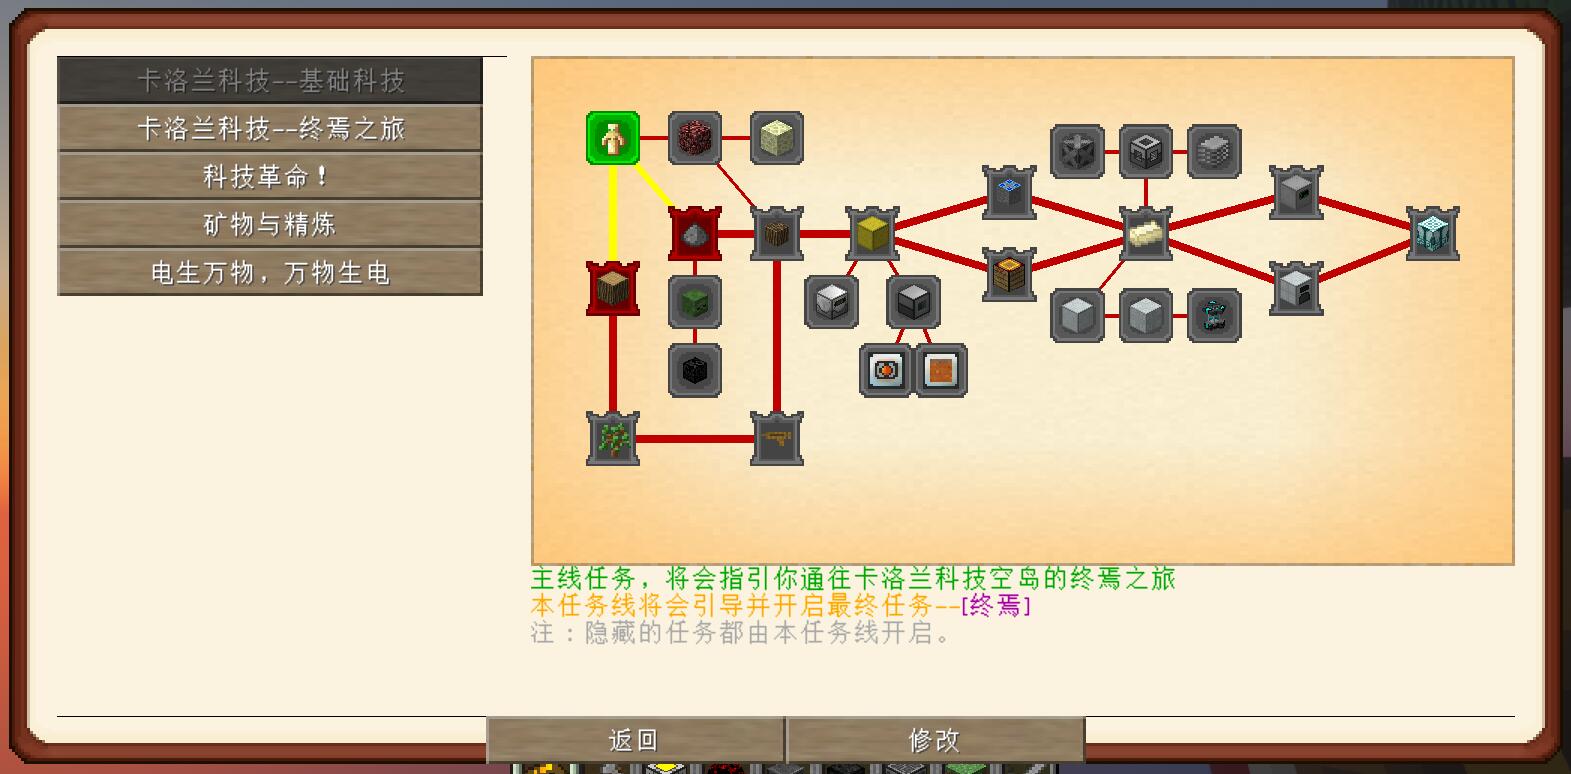 卡洛兰科技--基础科技
卡洛兰科技--终焉之旅
科技革命！
矿物与精炼
电生万物，万物生电
主线任务，将会指引你通往卡洛兰科技空岛的终焉之旅
本任务线将会引导并开启最终任务--[终焉]
注：隐藏的任务都由本任务线开启。
返回
修改